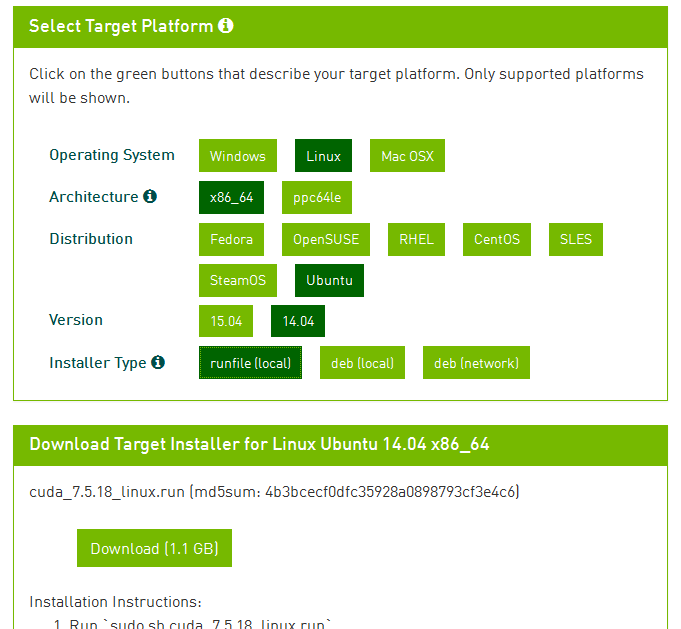 Select Target Platform
Click on the green buttons that describe your target platform. Only supported platforms
will be shown.
Operating System Windows Linux Mac OSX
Architecture x86_64 ppc64le
Distribution Fedora OpenSUSE RHEL CentOS SLES
SteamOS Ubuntu
Version 15.04 14.04
Installer Type runfile (local) deb (local) deb (network)
Download Target Installer for Linux Ubuntu 14.04 x86_64
cuda_7.5.18_linux.run (md5sum: 4b3bcecf0dfc35928a0898793cf3e4c6)
Download (1.1 GB)
Installation Instructions:
1. Run `sudo sh cuda_7.5.18_linux.run`